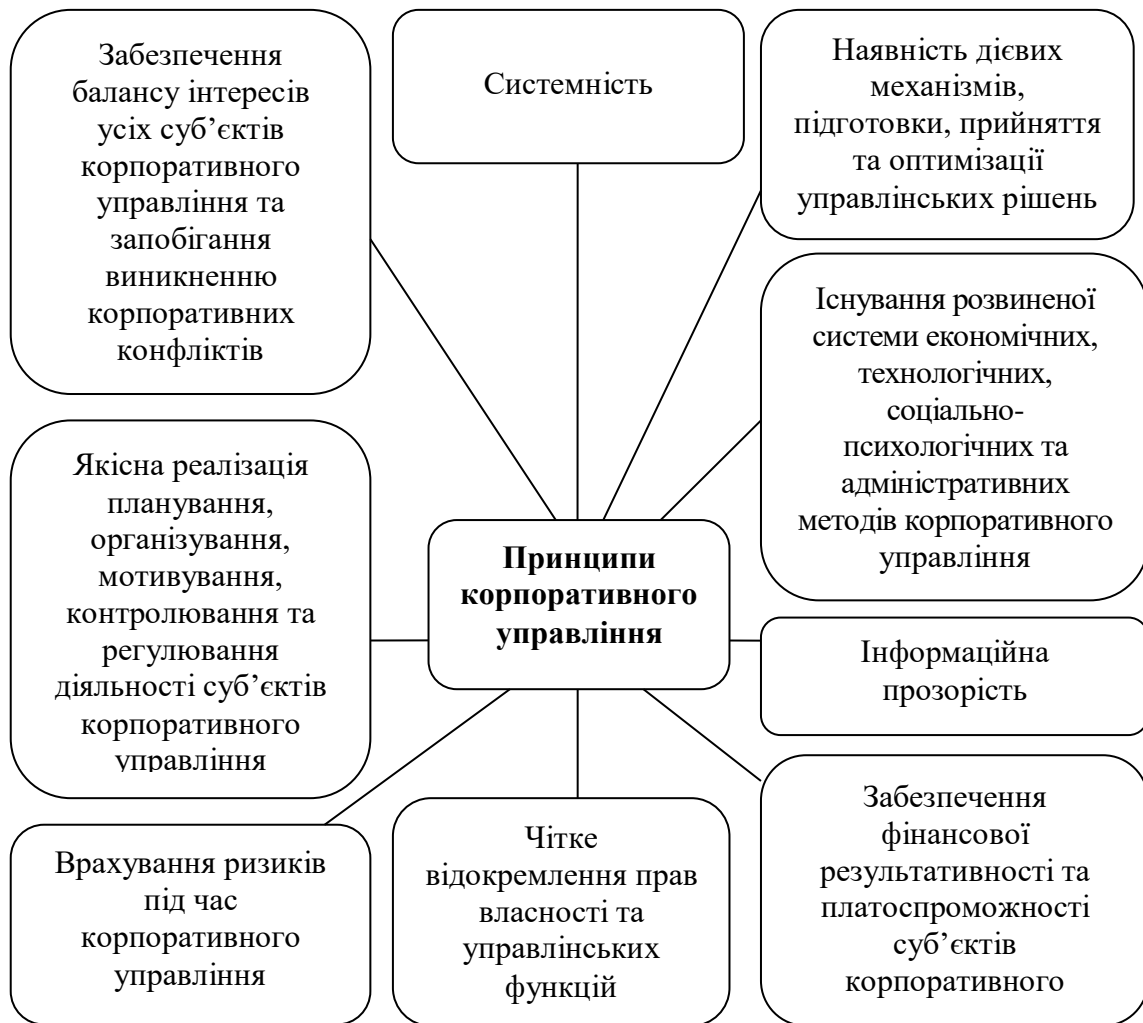 Забезпечення
балансу інтересів
усіх суб’єктів
корпоративного
управління та
запобігання
виникненню
корпоративних
конфліктів
Системність
Наявність дієвих
механізмів,
підготовки, прийняття
та оптимізації
управлінських рішень
Існування розвиненої
системи економічних,
технологічних,
соціально-
психологічних та
адміністративних
методів корпоративного
управління
Якісна реалізація
планування,
організування,
мотивування,
контролювання та
регулювання
діяльності суб’єктів
корпоративного
управління
Принципи
корпоративного
управління
Інформаційна
прозорість
Врахування ризиків
під час
корпоративного
управління
Чітке
відокремлення прав
власності та
управлінських
функцій
Забезпечення
фінансової
результативності та
платоспроможності
суб’єктів
корпоративного